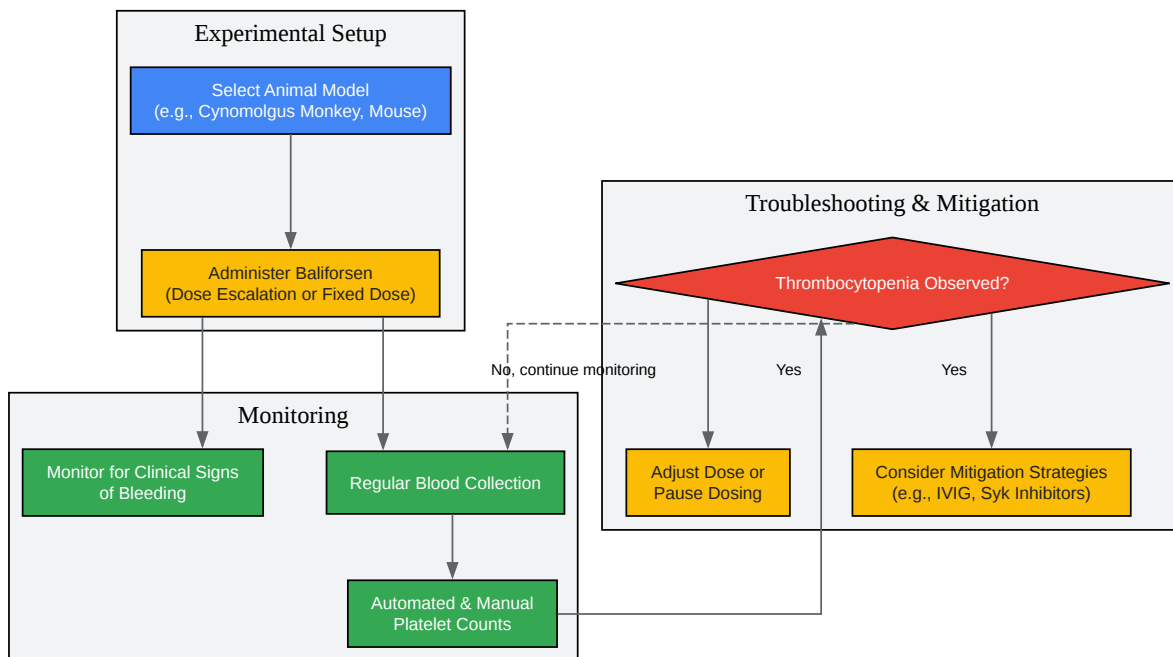 Experimental Setup
Select Animal Model
(e.g., Cynomolgus Monkey, Mouse)
Administer Baliforsen
(Dose Escalation or Fixed Dose)
Troubleshooting & Mitigation
Thrombocytopenia Observed?
No, continue monitoring
Yes
Yes
Monitoring
Monitor for Clinical Signs
of Bleeding
Regular Blood Collection
Adjust Dose or
Pause Dosing
Consider Mitigation Strategies
(e.g., IVIG, Syk Inhibitors)
Automated & Manual
Platelet Counts